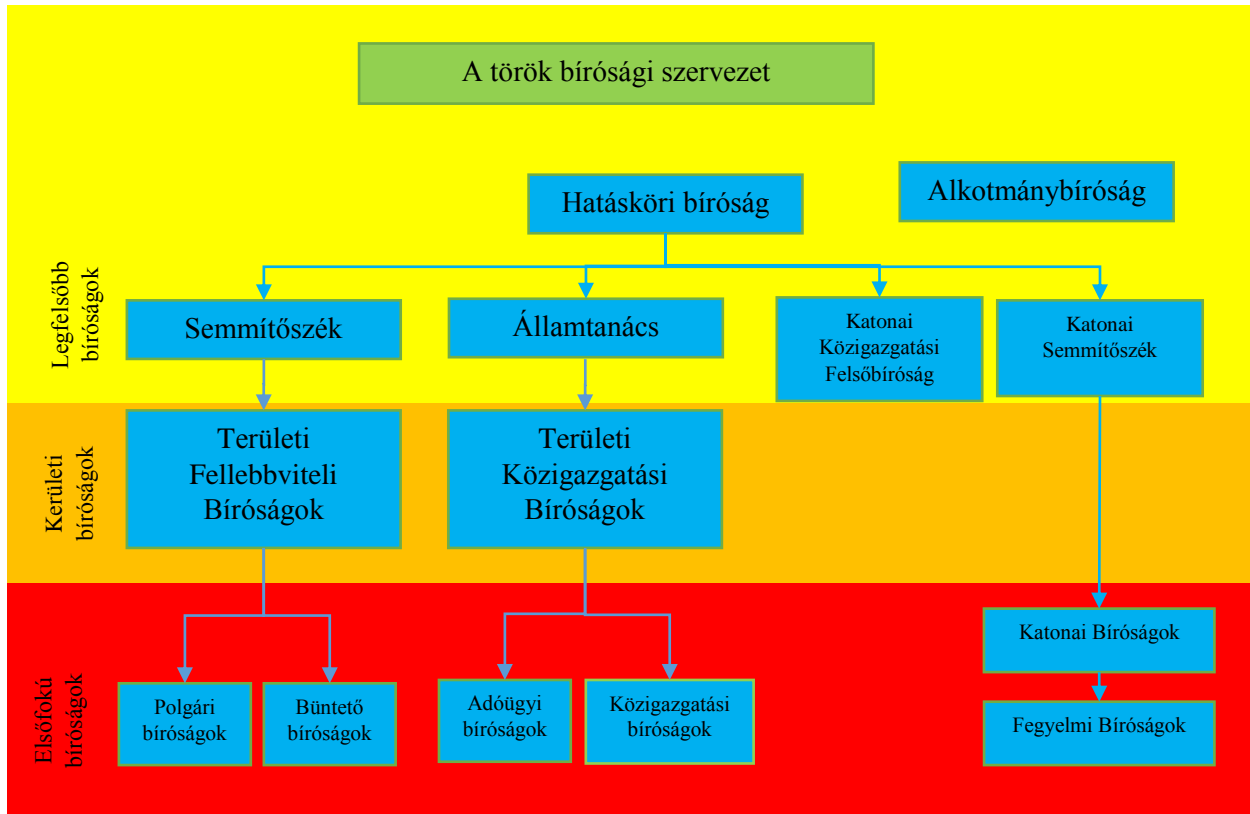 A török bírósági szervezet
Hatásköri bíróság
Alkotmánybíróság
Legfelsőbb
bíróságok
Semmítőszék
Államtanács
Katonai
Közigazgatási
Felsőbíróság
Katonai
Semmítőszék
Kerületi
bíróságok
Területi
Fellebbviteli
Bíróságok
Területi
Közigazgatási
Bíróságok
Elsőfokú
bíróságok
Polgári
bíróságok
Büntető
bíróságok
Adóügyi
bíróságok
Közigazgatási
bíróságok
Katonai Bíróságok
Fegyelmi Bíróságok